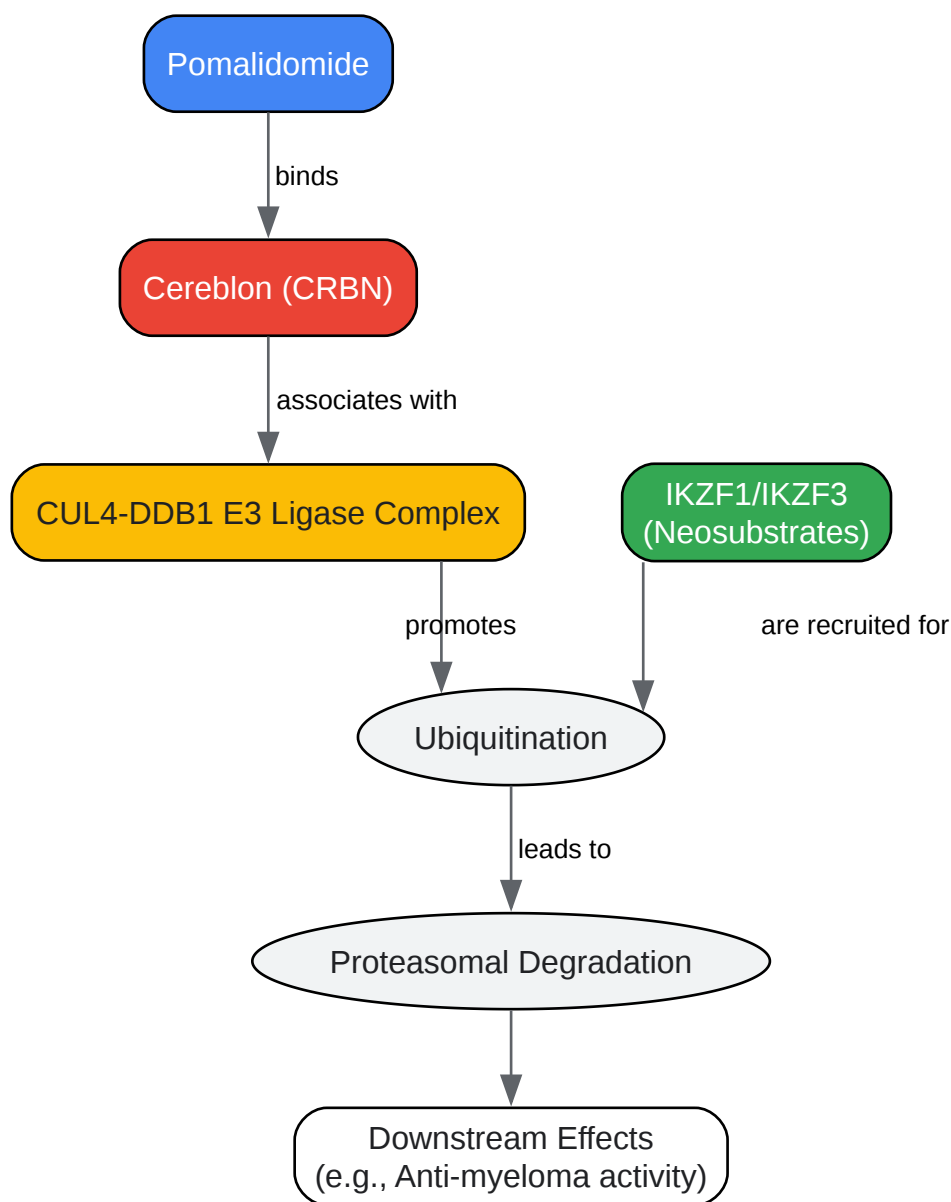 Pomalidomide
binds
Cereblon (CRBN)
associates with
CUL4-DDB1 E3 Ligase Complex
IKZF1/IKZF3
(Neosubstrates)
promotes
are recruited for
Ubiquitination
leads to
Proteasomal Degradation
Downstream Effects
(e.g., Anti-myeloma activity)